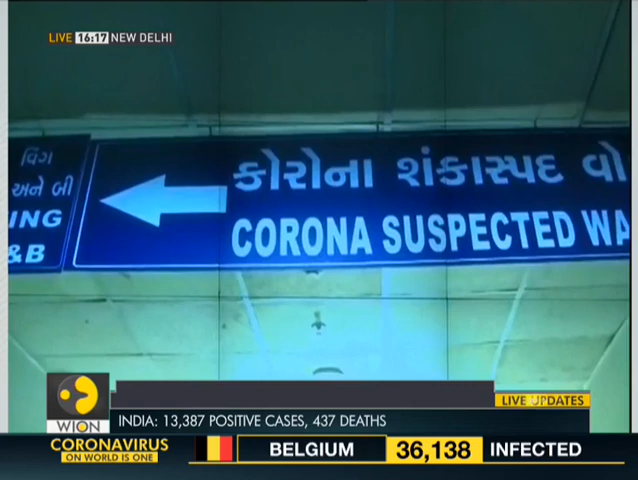 LIVE 16:17 NEW DELHI
વિંગ
અને બી
ING
&B
કોરોના શંકાસ્પદ વો
CORONA SUSPECTED WA
LIVE UPDATES
WION
INDIA: 13,387 POSITIVE CASES, 437 DEATHS
CORONAVIRUS
ON WORLD IS ONE
BELGIUM 36,138 INFECTED